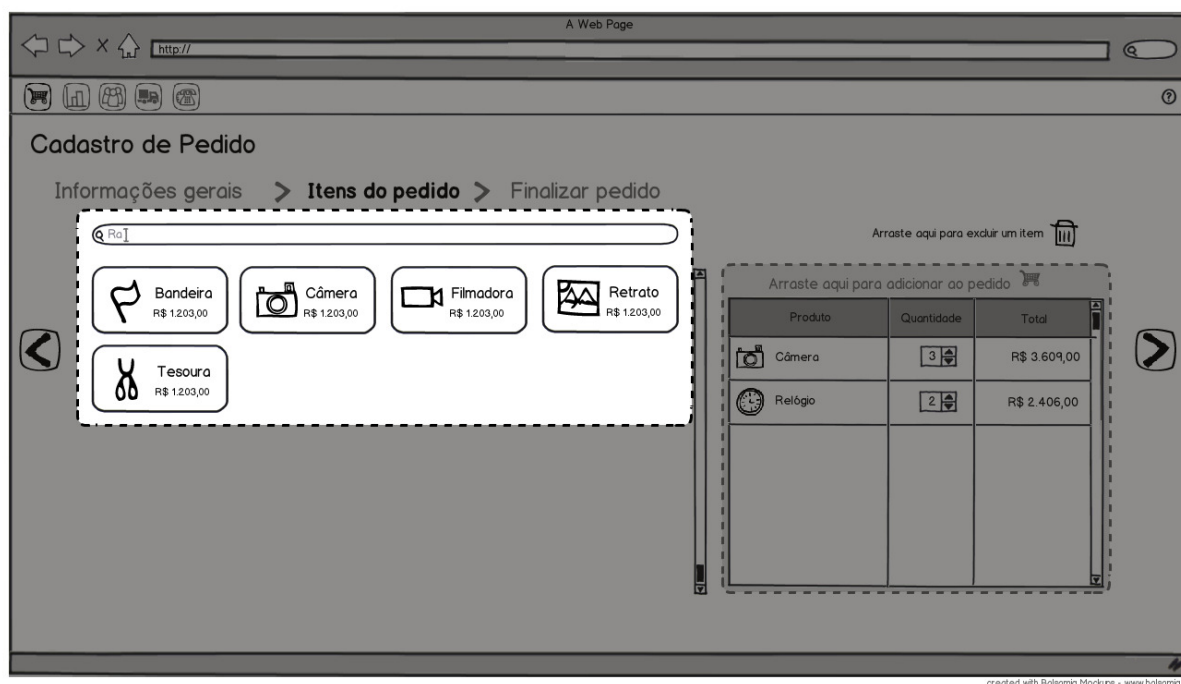 A Web Page
http://
Cadastro de Pedido
Informações gerais > Itens do pedido > Finalizar pedido
Ra
Arraste aqui para excluir um item
Bandeira
R$ 1.203,00
Câmera
R$ 1.203,00
Filmadora
R$ 1.203,00
Retrato
R$ 1.203,00
Tesoura
R$ 1.203,00
Arraste aqui para adicionar ao pedido
Produto Quantidade Total
Câmera 3 R$ 3.609,00
Relógio 2 R$ 2.406,00
created with Balsamiq Mockups - www.balsamiq